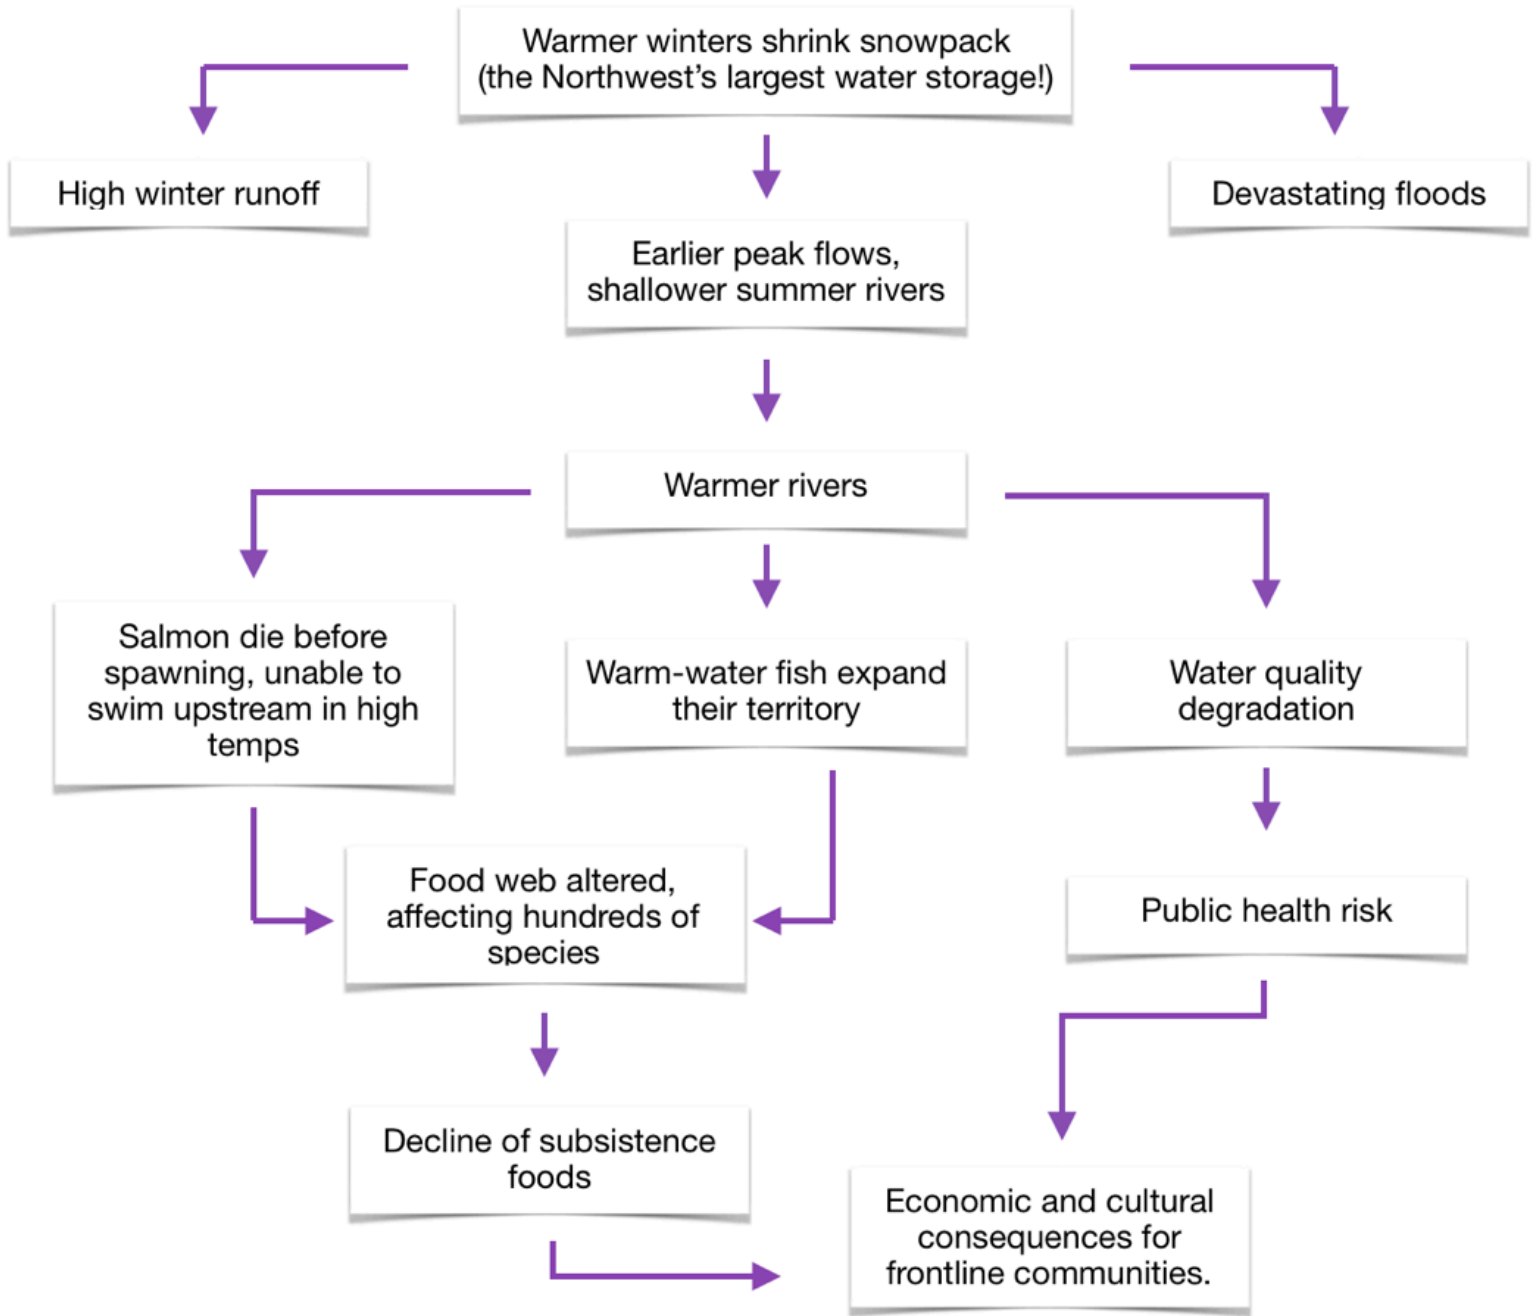 Warmer winters shrink snowpack
(the Northwest's largest water storage!)
High winter runoff
Devastating floods
Earlier peak flows,
shallower summer rivers
Warmer rivers
Salmon die before
spawning, unable to
swim upstream in high
temps
Warm-water fish expand
their territory
Water quality
degradation
Food web altered,
affecting hundreds of
species
Public health risk
Decline of subsistence
foods
Economic and cultural
consequences for
frontline communities.